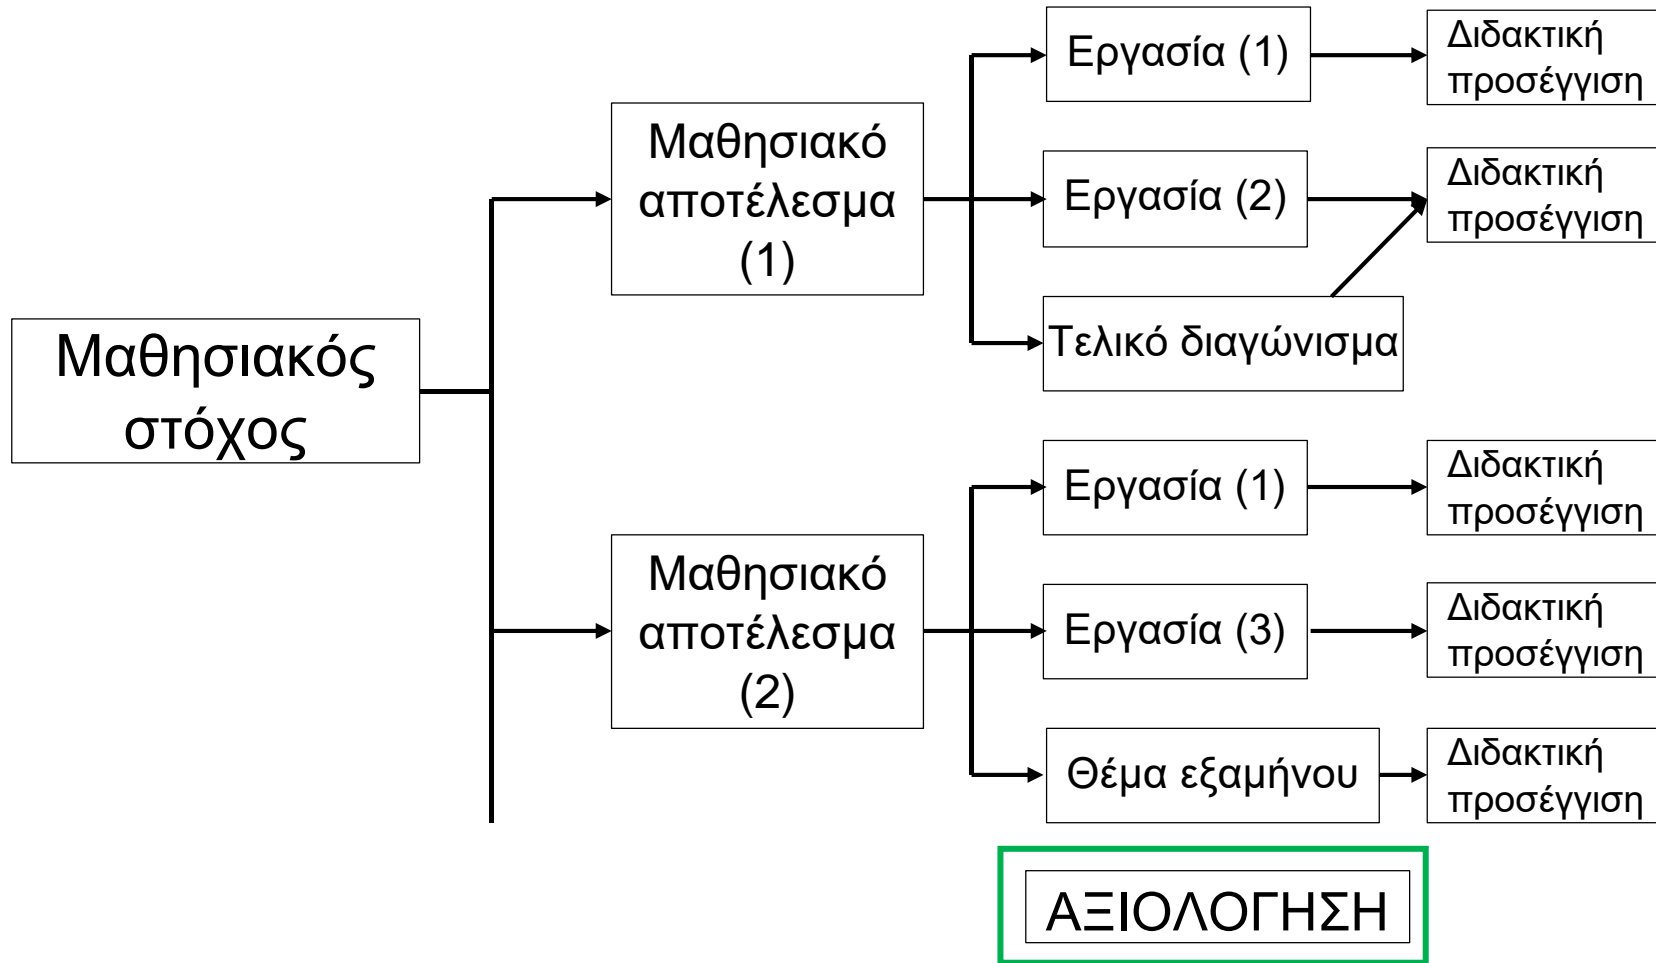 Μαθησιακός
στόχος
Μαθησιακό
αποτέλεσμα
(1)
Εργασία (1)
Διδακτική
προσέγγιση
Εργασία (2)
Διδακτική
προσέγγιση
Τελικό διαγώνισμα
Μαθησιακό
αποτέλεσμα
(2)
Εργασία (1)
Διδακτική
προσέγγιση
Εργασία (3)
Διδακτική
προσέγγιση
Θέμα εξαμήνου
Διδακτική
προσέγγιση
ΑΞΙΟΛΟΓΗΣΗ